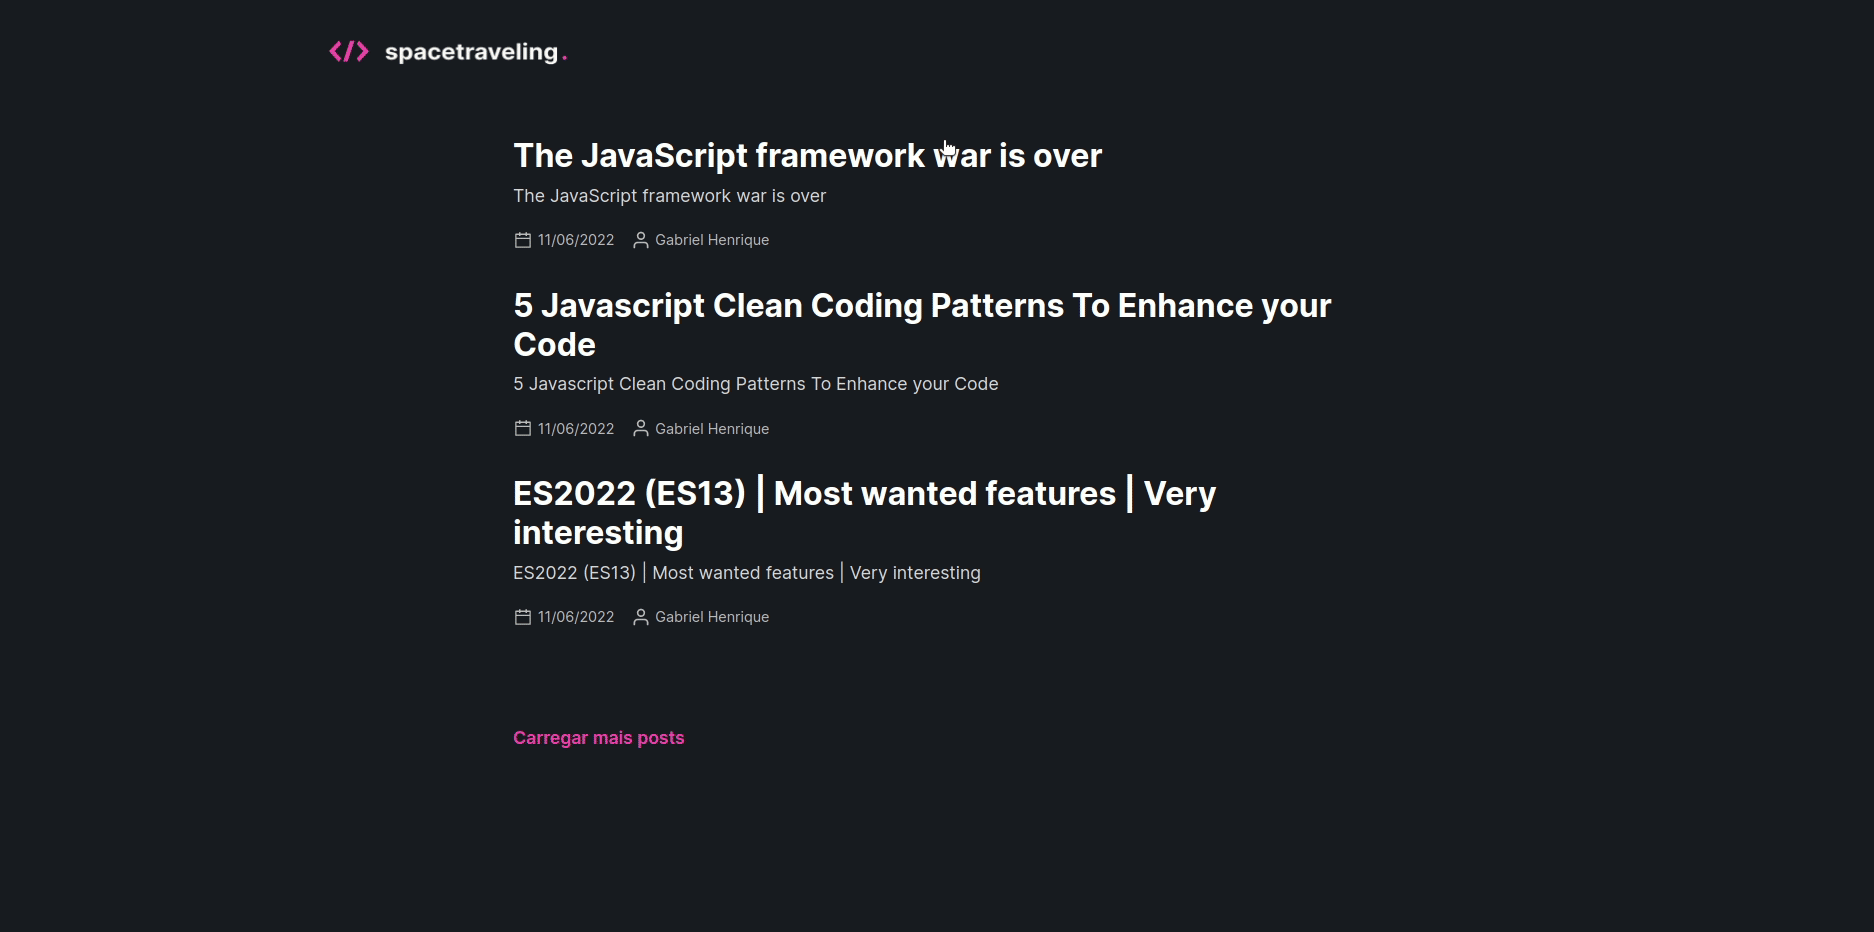 </> spacetraveling.
The JavaScript framework war is over
The JavaScript framework war is over
11/06/2022 Gabriel Henrique
5 Javascript Clean Coding Patterns To Enhance your
Code
5 Javascript Clean Coding Patterns To Enhance your Code
11/06/2022 Gabriel Henrique
ES2022 (ES13) | Most wanted features | Very
interesting
ES2022 (ES13) | Most wanted features | Very interesting
11/06/2022 Gabriel Henrique
Carregar mais posts